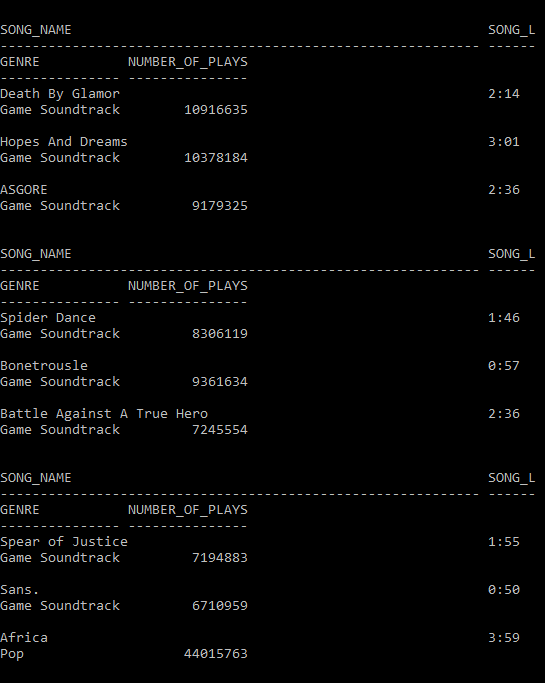 SONG_NAME SONG_L
------------------------------------------------------------ ------
GENRE NUMBER_OF_PLAYS
--------------- ---------------
Death By Glamor 2:14
Game Soundtrack 10916635
Hopes And Dreams 3:01
Game Soundtrack 10378184
ASGORE 2:36
Game Soundtrack 9179325
SONG_NAME SONG_L
------------------------------------------------------------ ------
GENRE NUMBER_OF_PLAYS
--------------- ---------------
Spider Dance 1:46
Game Soundtrack 8306119
Bonetrousle 0:57
Game Soundtrack 9361634
Battle Against A True Hero 2:36
Game Soundtrack 7245554
SONG_NAME SONG_L
------------------------------------------------------------ ------
GENRE NUMBER_OF_PLAYS
--------------- ---------------
Spear of Justice 1:55
Game Soundtrack 7194883
Sans. 0:50
Game Soundtrack 6710959
Africa 3:59
Pop 44015763